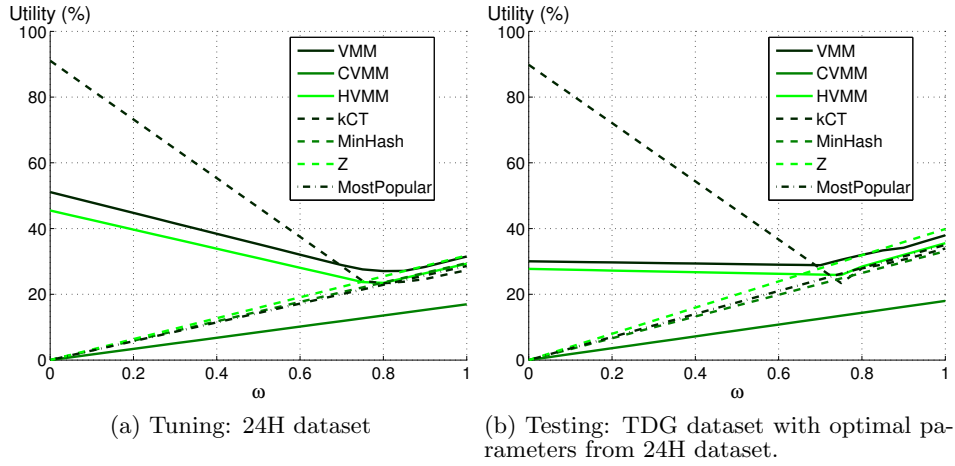 Utility (%)
100
80
60
40
20
0
0
0.2
0.4
0.6
0.8
1
ω
VMM
CVMM
HVMM
kCT
MinHash
Z
MostPopular
(a) Tuning: 24H dataset
Utility (%)
100
80
60
40
20
0
0
0.2
0.4
0.6
0.8
1
ω
VMM
CVMM
HVMM
kCT
MinHash
Z
MostPopular
(b) Testing: TDG dataset with optimal pa-
rameters from 24H dataset.